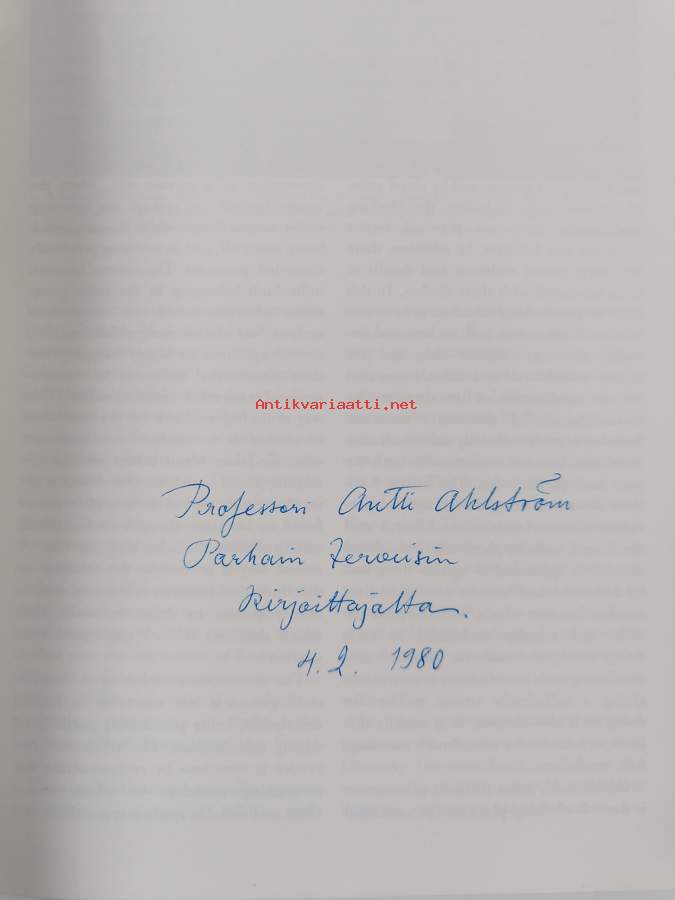 Antikvariaatti.net
Professori Antti Ahlström
Parhain terveisin
Kirjoittajalta.
4.2. 1980